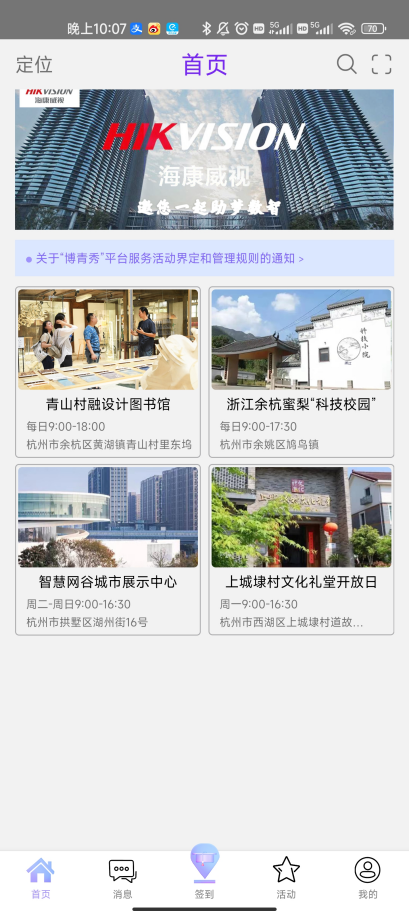 晚上10:07
HD 5G HD 5G 70
定位
首页
HIKVISION
海康威视
HIKVISION
海康威视
邀您一起助梦数智
关于“博青秀”平台服务活动界定和管理规则的通知 >
青山村融设计图书馆
每日9:00-18:00
杭州市余杭区黄湖镇青山村里东坞
浙江余杭蜜梨“科技校园”
每日9:00-17:30
杭州市余姚区鸠鸟镇
智慧网谷城市展示中心
周二-周日9:00-16:30
杭州市拱墅区湖州街16号
上城埭村文化礼堂开放日
周一9:00-16:30
杭州市西湖区上城埭村道故...
首页
消息
签到
活动
我的